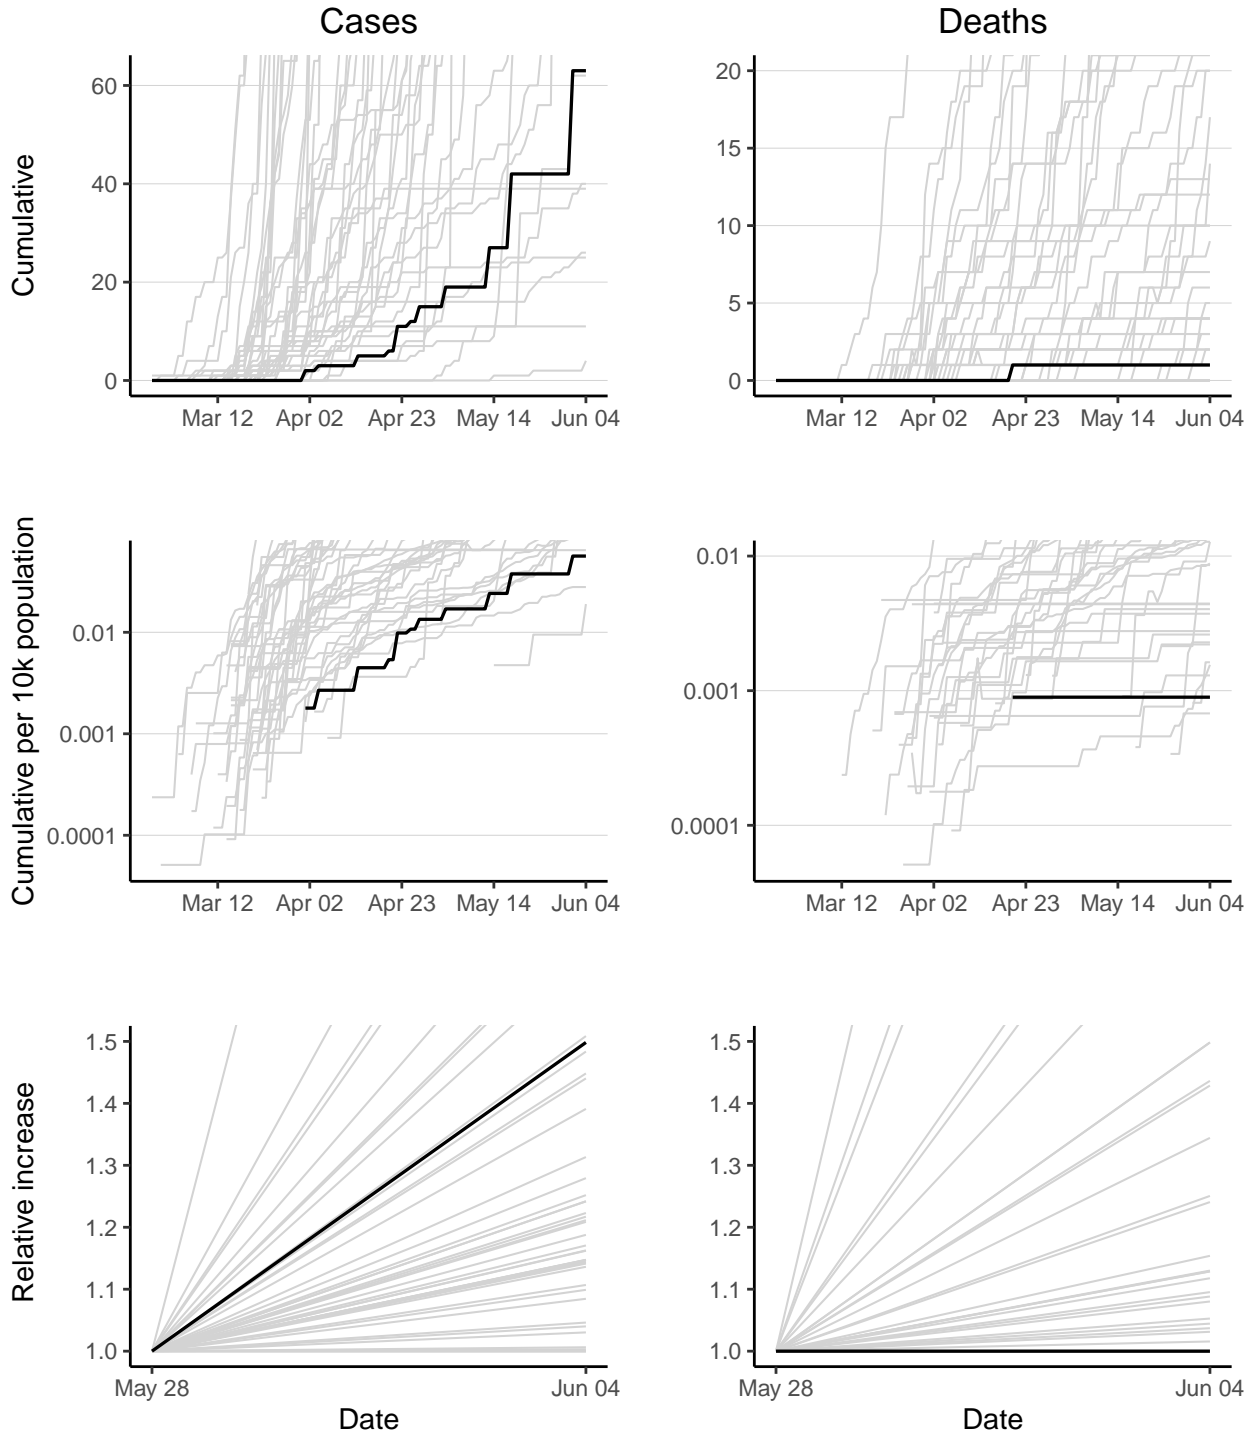 Cases
Deaths
Cumulative
60
40
20
0
Mar 12 Apr 02 Apr 23 May 14 Jun 04
20
15
10
5
0
Mar 12 Apr 02 Apr 23 May 14 Jun 04
Cumulative per 10k population
0.01
0.001
0.0001
Mar 12 Apr 02 Apr 23 May 14 Jun 04
0.01
0.001
0.0001
Mar 12 Apr 02 Apr 23 May 14 Jun 04
Relative increase
1.5
1.4
1.3
1.2
1.1
1.0
May 28 Jun 04
Date
1.5
1.4
1.3
1.2
1.1
1.0
May 28 Jun 04
Date